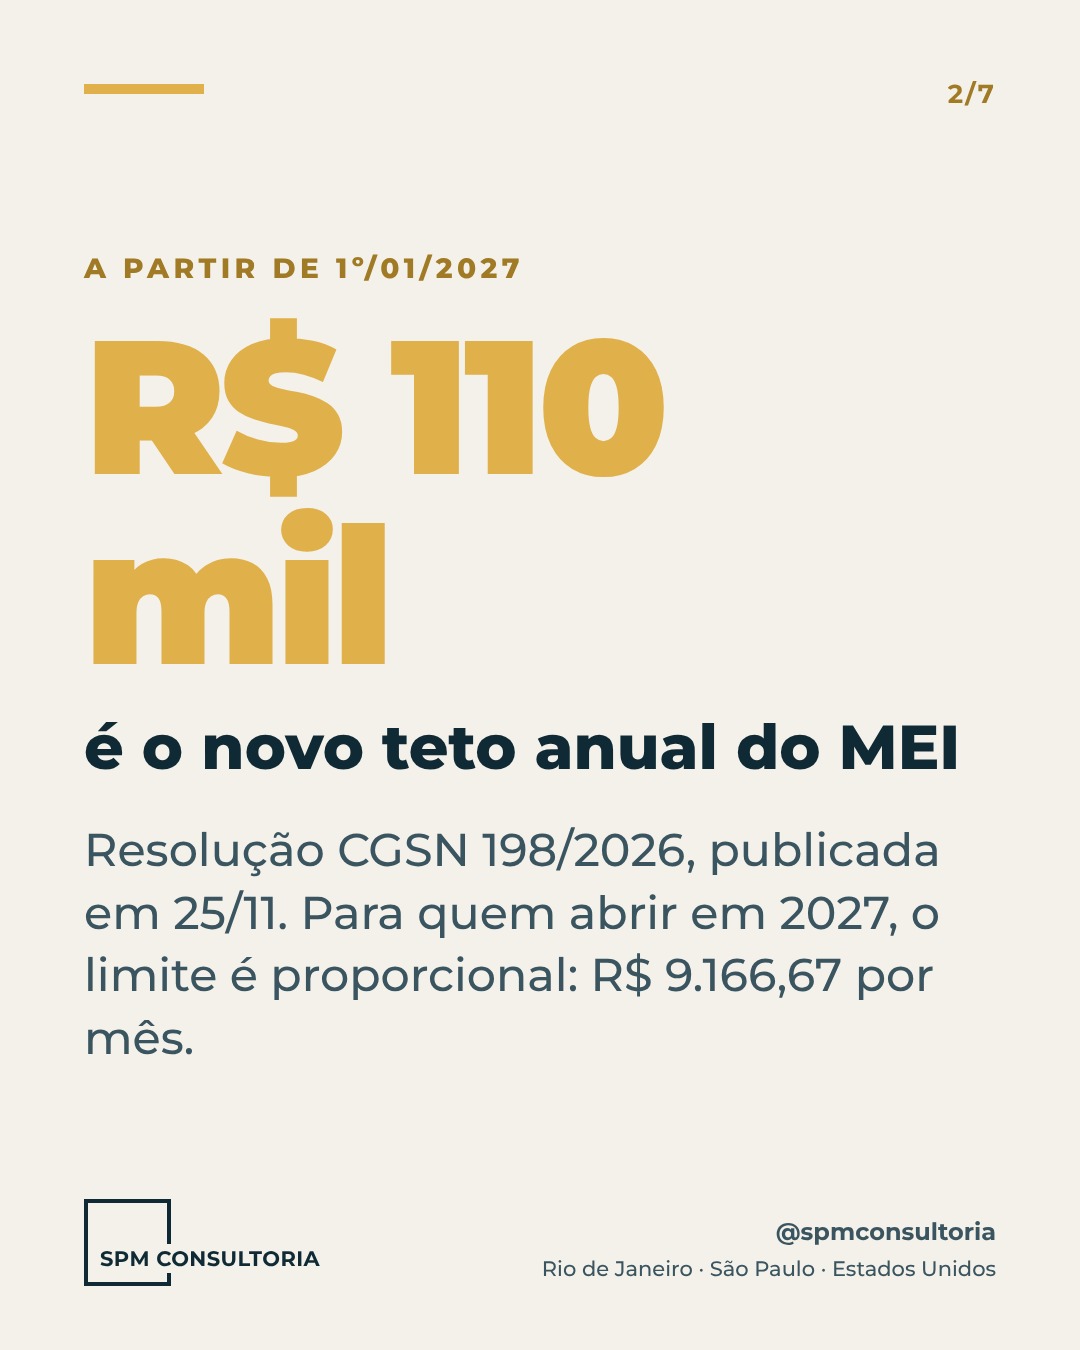 2/7
A PARTIR DE 1º/01/2027
R$ 110
mil
é o novo teto anual do MEI
Resolução CGSN 198/2026, publicada
em 25/11. Para quem abrir em 2027, o
limite é proporcional: R$ 9.166,67 por
mês.
SPM CONSULTORIA
@spmconsultoria
Rio de Janeiro · São Paulo · Estados Unidos